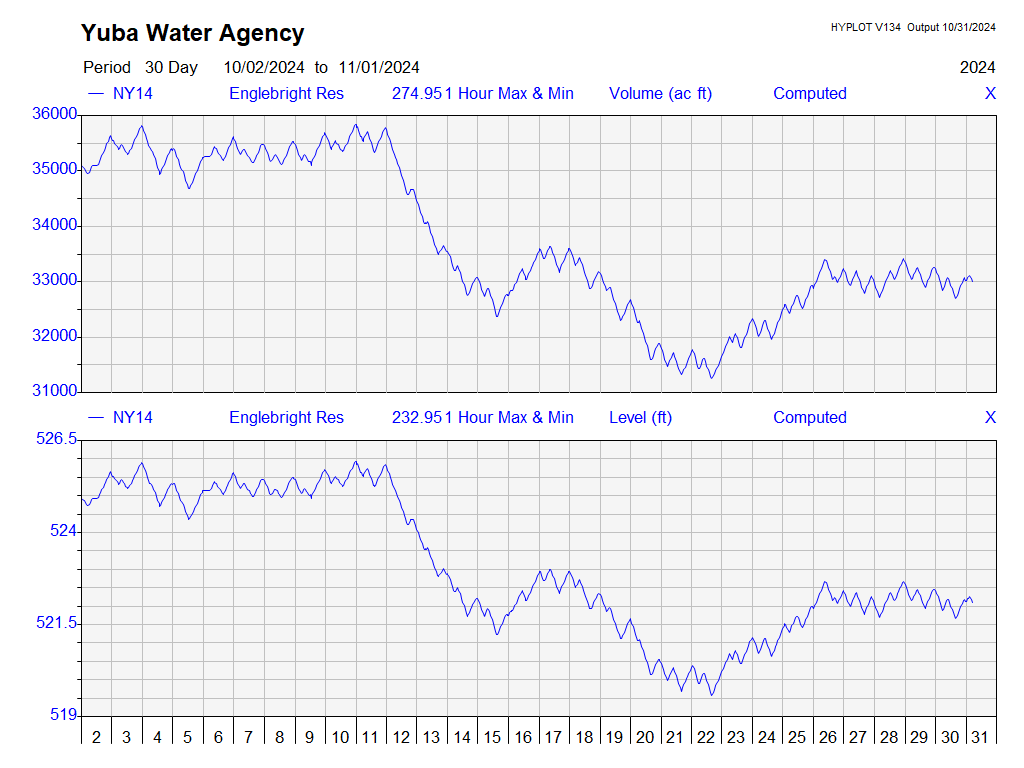 Yuba Water Agency
HYPLOT V134 Output 10/31/2024
Period 30 Day 10/02/2024 to 11/01/2024
2024
NY14 Englebright Res 274.951 Hour Max & Min Volume (ac ft) Computed X
36000
35000
34000
33000
32000
31000
NY14 Englebright Res 232.951 Hour Max & Min Level (ft) Computed X
526.5
524
521.5
519
2 3 4 5 6 7 8 9 10 11 12 13 14 15 16 17 18 19 20 21 22 23 24 25 26 27 28 29 30 31